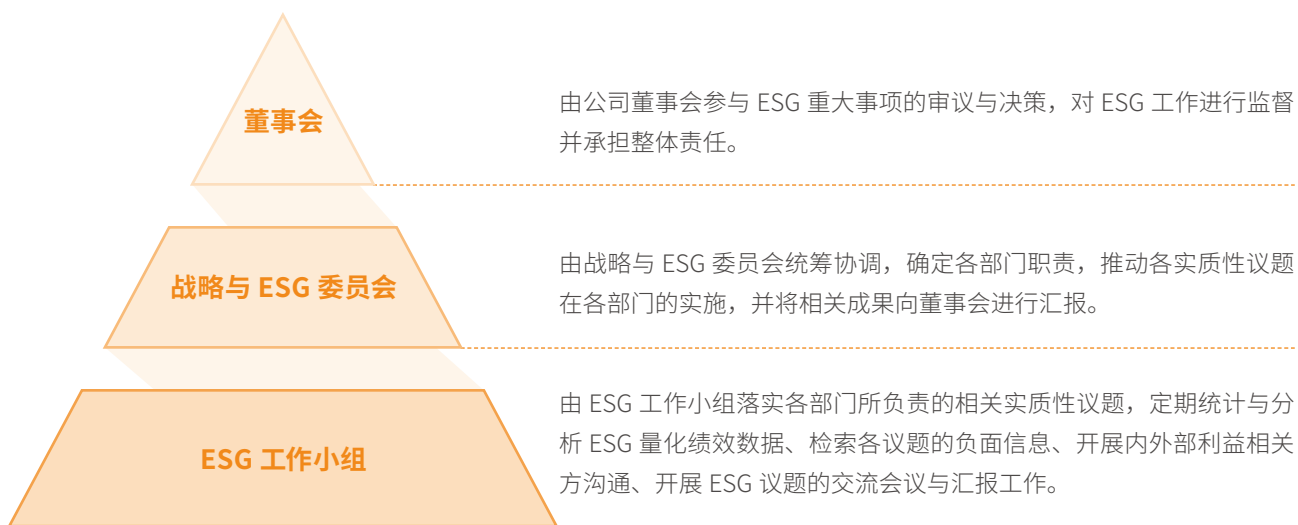 董事会
由公司董事会参与 ESG 重大事项的审议与决策，对 ESG 工作进行监督
并承担整体责任。
战略与 ESG 委员会
由战略与 ESG 委员会统筹协调，确定各部门职责，推动各实质性议题
在各部门的实施，并将相关成果向董事会进行汇报。
ESG 工作小组
由 ESG 工作小组落实各部门所负责的相关实质性议题，定期统计与分
析 ESG 量化绩效数据、检索各议题的负面信息、开展内外部利益相关
方沟通、开展 ESG 议题的交流会议与汇报工作。